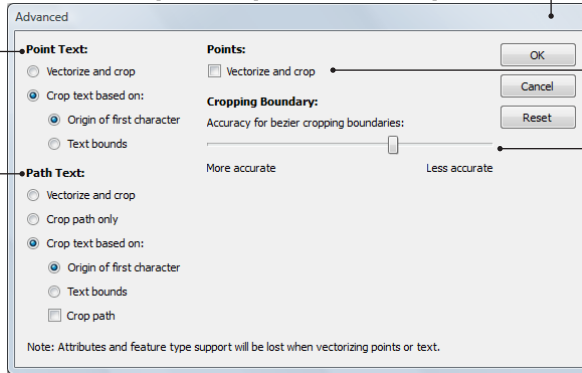 Advanced
Point Text:
Vectorize and crop
Crop text based on:
Origin of first character
Text bounds
Path Text:
Vectorize and crop
Crop path only
Crop text based on:
Origin of first character
Text bounds
Crop path
Points:
Vectorize and crop
Cropping Boundary:
Accuracy for bezier cropping boundaries:
More accurate Less accurate
OK
Cancel
Reset
Note: Attributes and feature type support will be lost when vectorizing points or text.